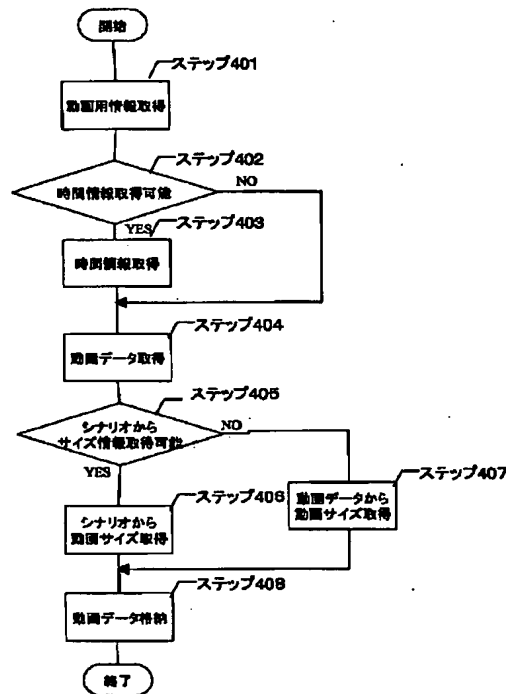 開始
ステップ401
動画用情報取得
ステップ402
時間情報取得可能
NO
YES
ステップ403
時間情報取得
ステップ404
動画データ取得
ステップ405
シナリオから
サイズ情報取得可能
NO
YES
ステップ406
シナリオから
動画サイズ取得
ステップ407
動画データから
動画サイズ取得
ステップ408
動画データ格納
終了